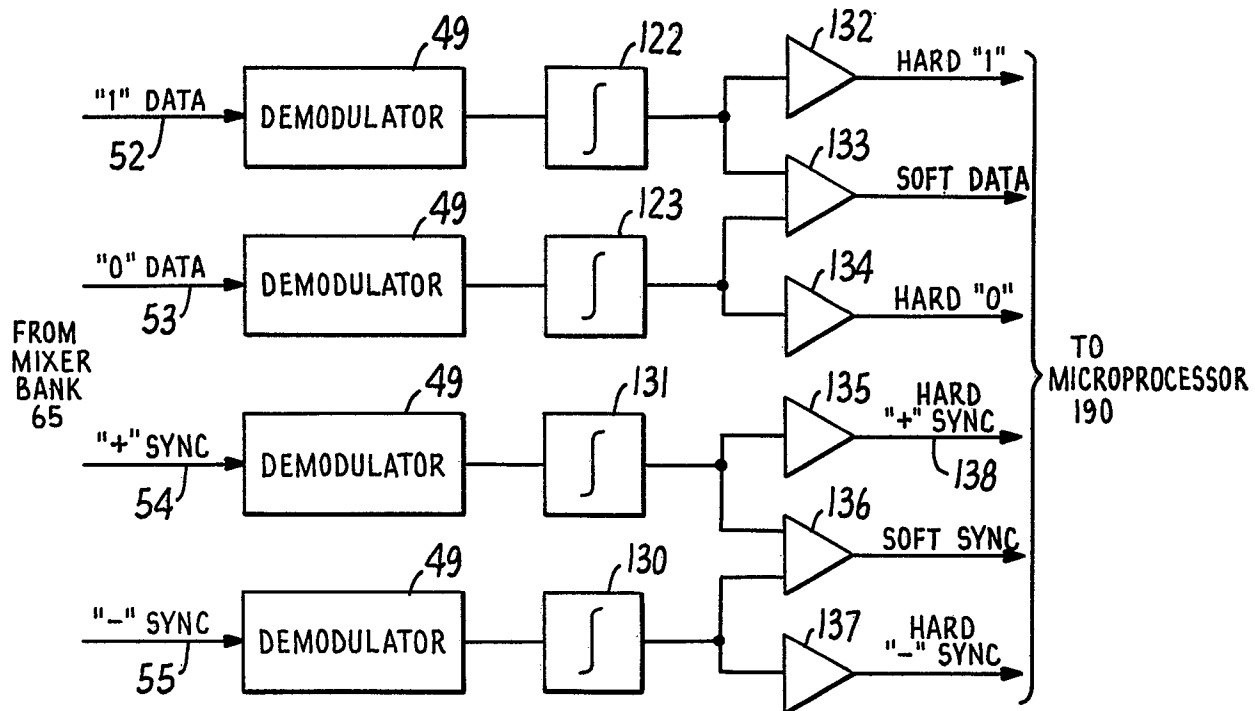 49
122
132
HARD "1"
"1" DATA
DEMODULATOR
∫
52
133
SOFT DATA
49
123
"0" DATA
DEMODULATOR
∫
53
134
HARD "0"
FROM
MIXER
BANK
65
TO
MICROPROCESSOR
190
49
131
135
HARD
"+" SYNC
138
"+" SYNC
DEMODULATOR
∫
54
136
SOFT SYNC
49
130
"-" SYNC
DEMODULATOR
∫
55
137
HARD
"-" SYNC